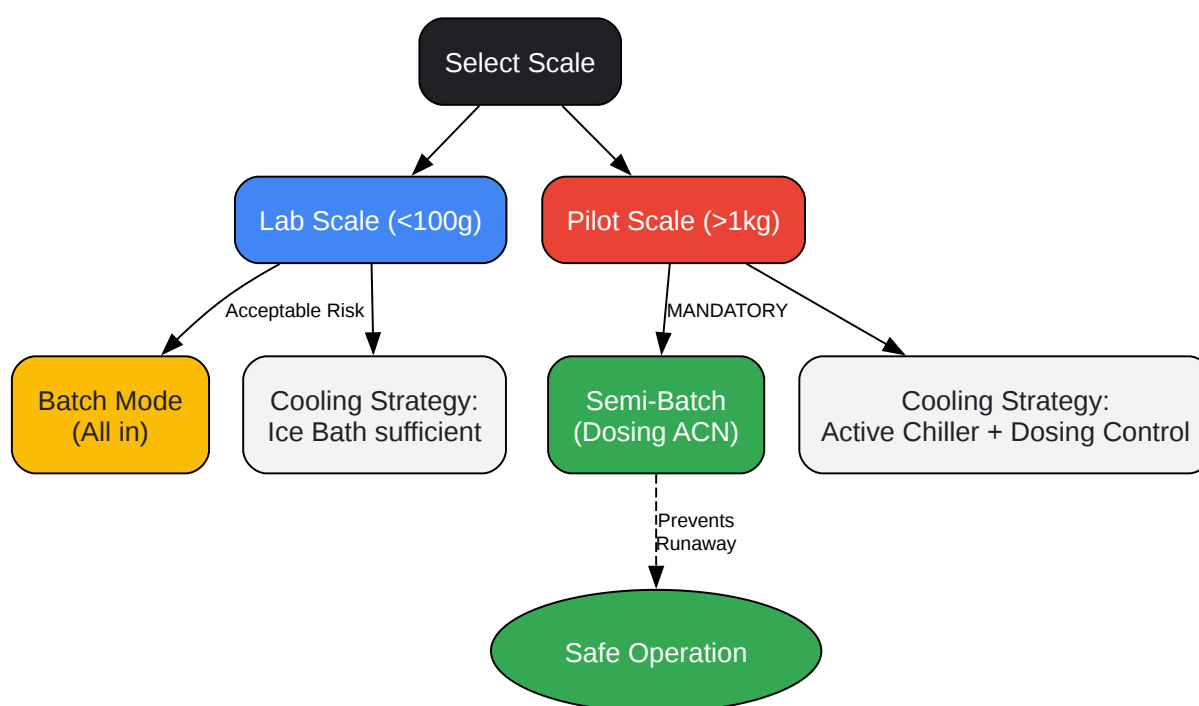 Select Scale
Lab Scale (<100g)
Pilot Scale (>1kg)
Acceptable Risk
MANDATORY
Batch Mode
(All in)
Cooling Strategy:
Ice Bath sufficient
Semi-Batch
(Dosing ACN)
Cooling Strategy:
Active Chiller + Dosing Control
Prevents
Runaway
Safe Operation